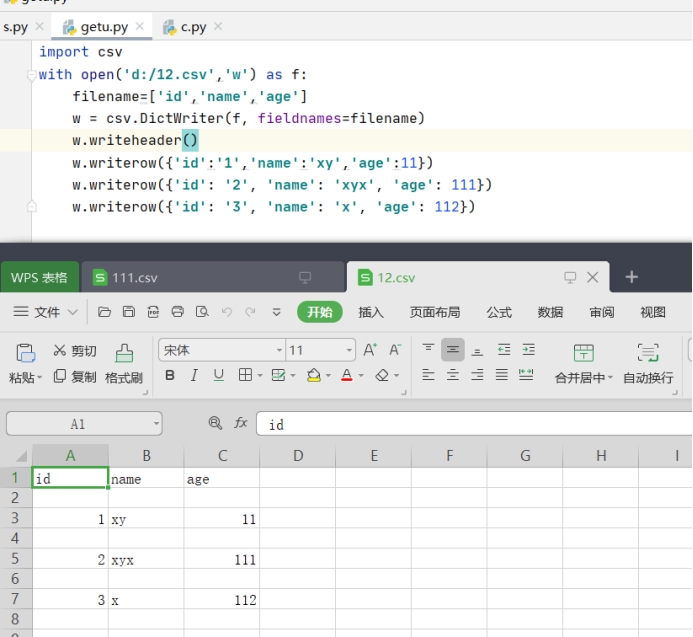 s.py getu.py c.py
import csv
with open('d:/12.csv','w') as f:
filename=['id','name','age']
w = csv.DictWriter(f, fieldnames=filename)
w.writeheader()
w.writerow({'id':'1','name':'xy','age':11})
w.writerow({'id': '2', 'name': 'xyx', 'age': 111})
w.writerow({'id': '3', 'name': 'x', 'age': 112})
WPS 表格 S 111.csv S 12.csv
文件 开始 插入 页面布局 公式 数据 审阅 视图
剪切 宋体 11 A+ A-
粘贴 复制 格式刷 B I U A 合并居中 自动换行
A1 fx id
A B C D E F G H I
1 id name age
2
3 1 xy 11
4
5 2 xyx 111
6
7 3 x 112
8